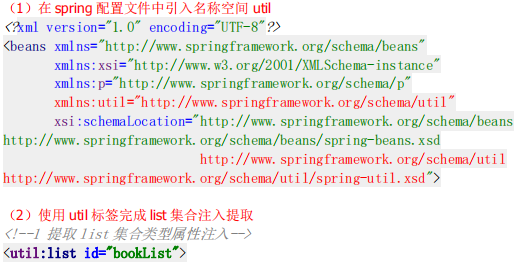 （1）在 spring 配置文件中引入名称空间 util
<?xml version="1.0" encoding="UTF-8"?>
<beans xmlns="http://www.springframework.org/schema/beans"
xmlns:xsi="http://www.w3.org/2001/XMLSchema-instance"
xmlns:p="http://www.springframework.org/schema/p"
xmlns:util="http://www.springframework.org/schema/util"
xsi:schemaLocation="http://www.springframework.org/schema/beans
http://www.springframework.org/schema/beans/spring-beans.xsd
http://www.springframework.org/schema/util
http://www.springframework.org/schema/util/spring-util.xsd">
（2）使用 util 标签完成 list 集合注入提取
<!--1 提取 list 集合类型属性注入-->
<util:list id="bookList">